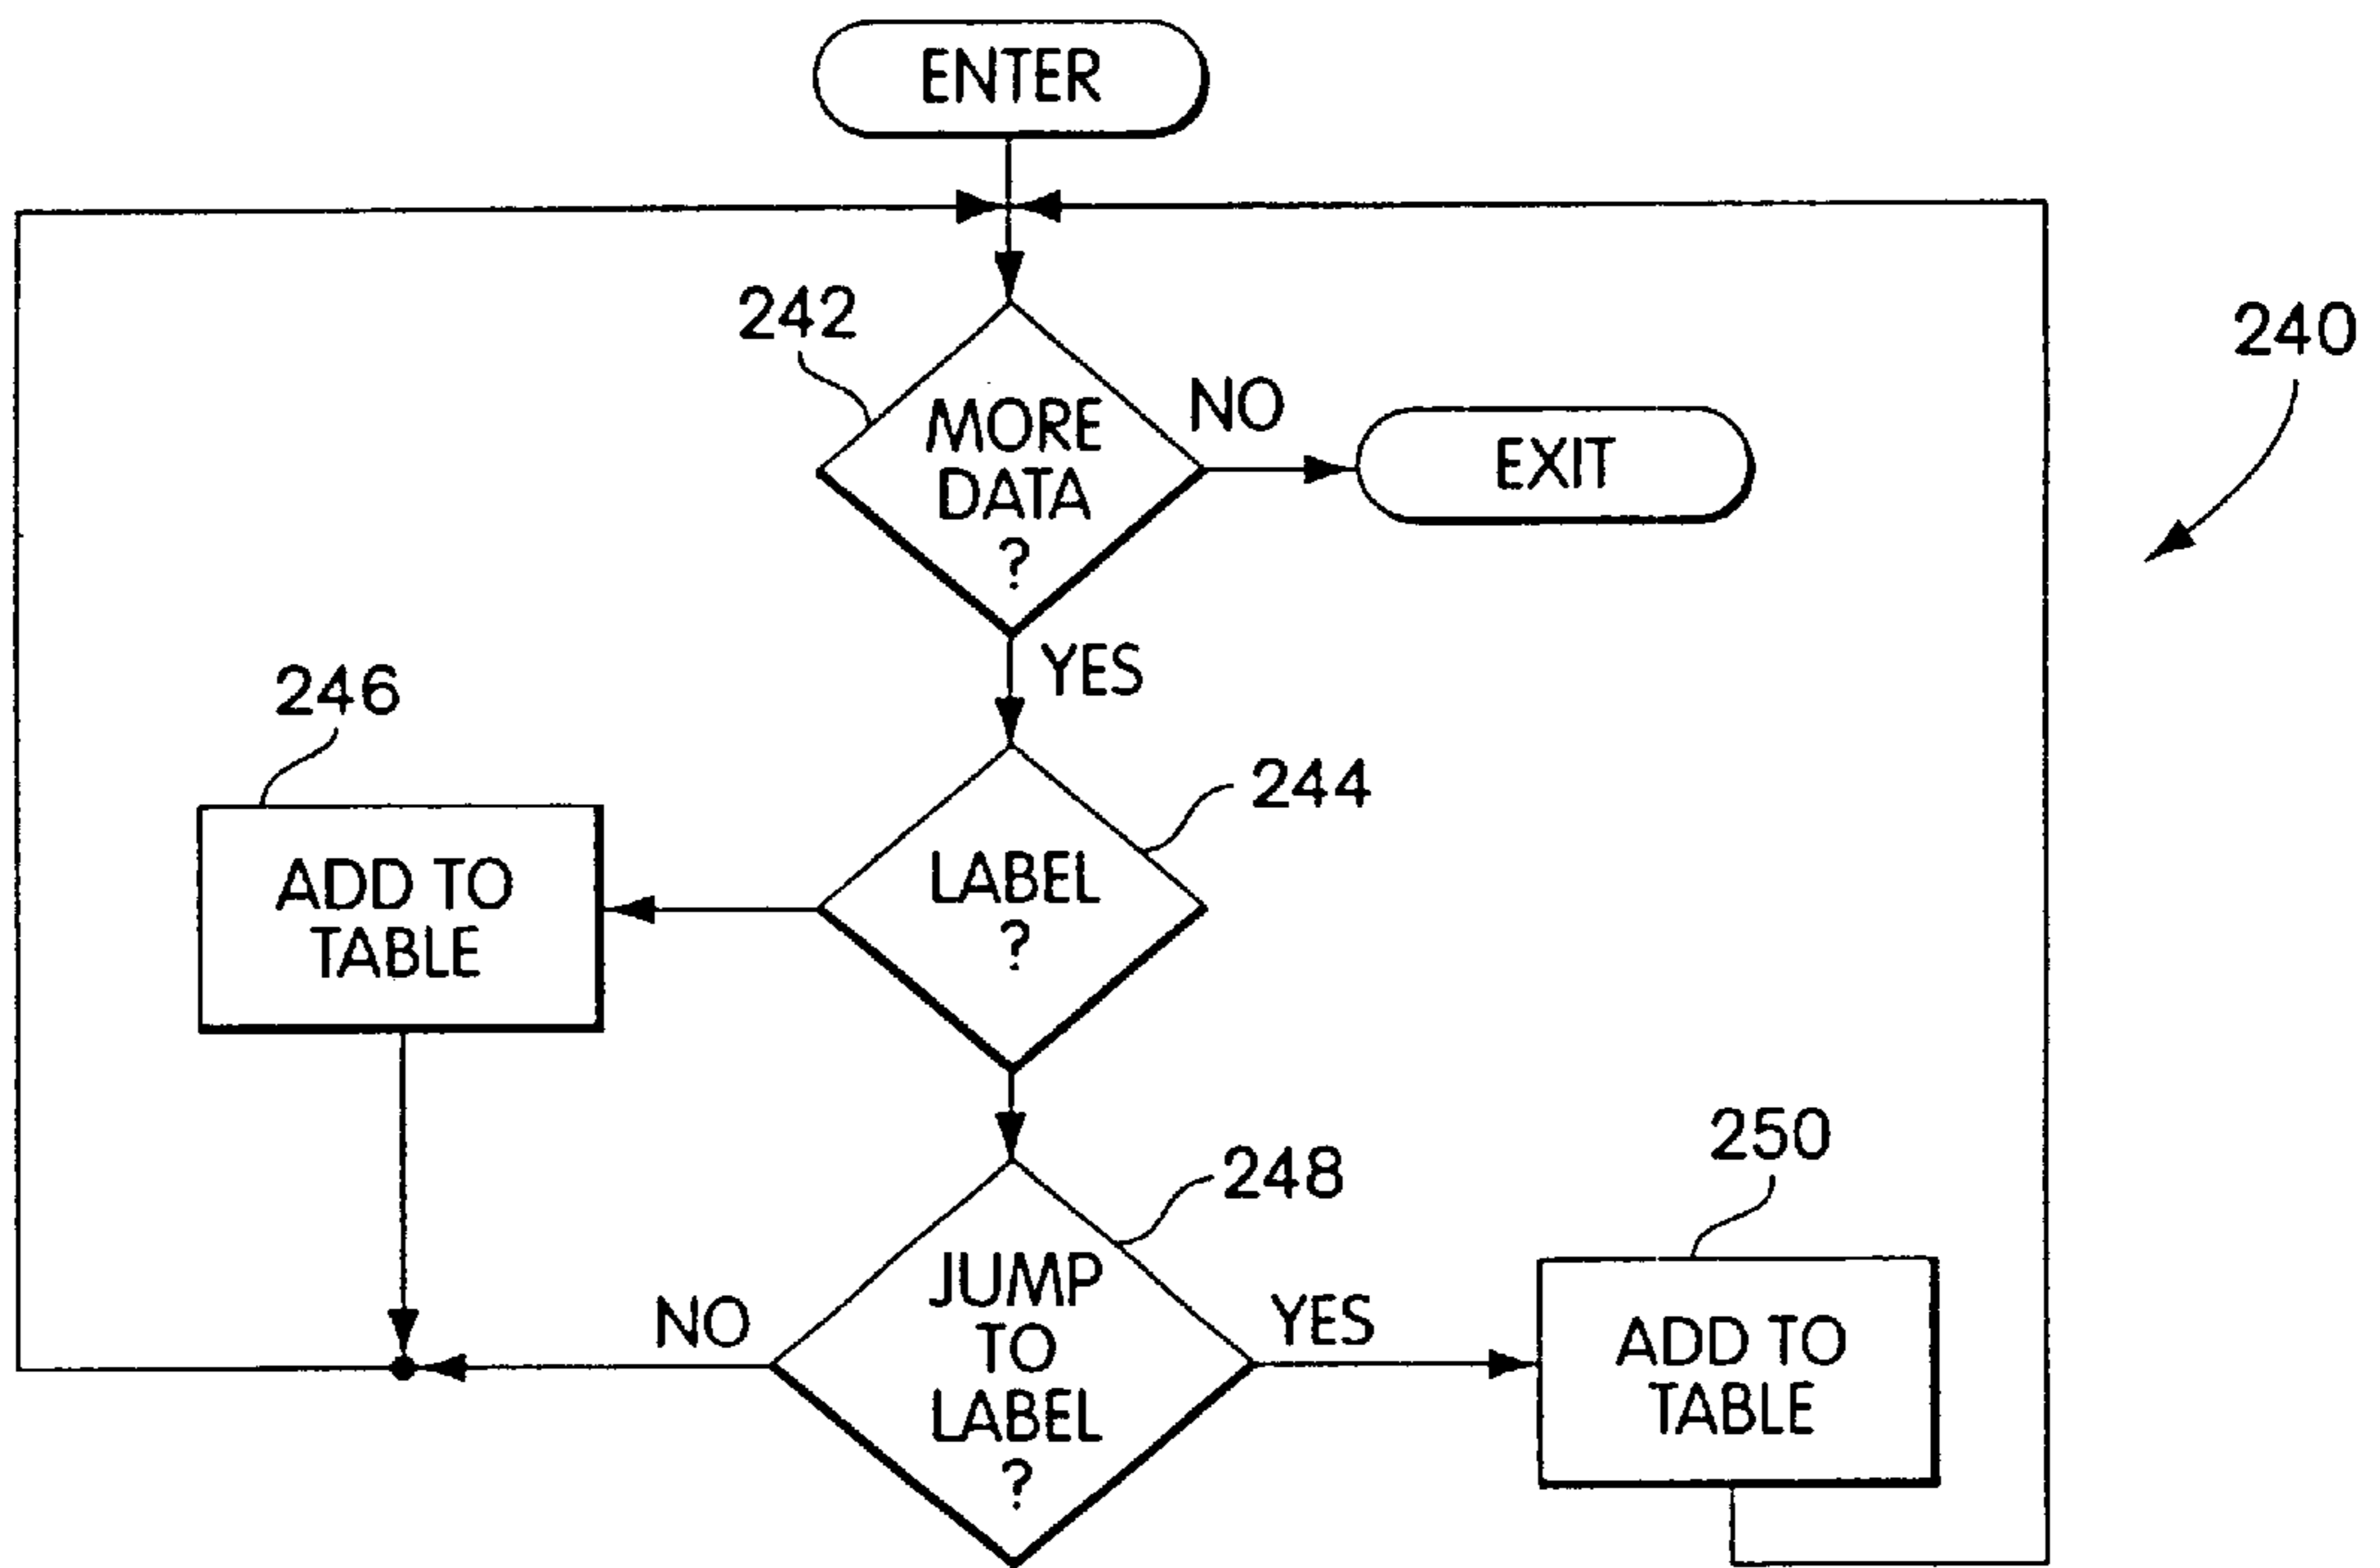 ENTER
242
240
MORE
DATA
?
NO
EXIT
YES
246
244
ADD TO
TABLE
LABEL
?
248
250
NO
JUMP
TO
LABEL
?
YES
ADD TO
TABLE